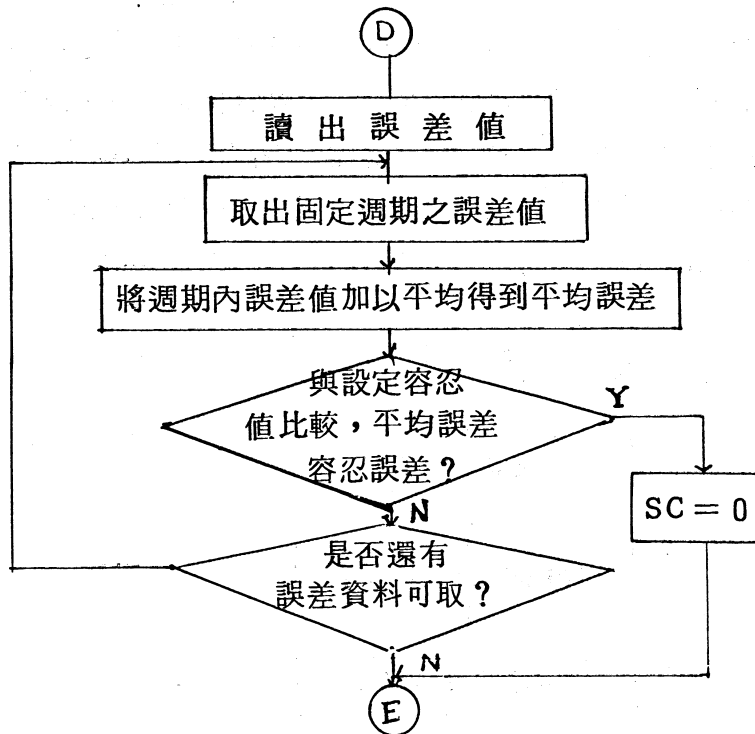 D
讀出誤差值
取出固定週期之誤差值
將週期內誤差值加以平均得到平均誤差
與設定容忍
值比較，平均誤差
容忍誤差？
Y
SC = 0
N
是否還有
誤差資料可取？
N
E